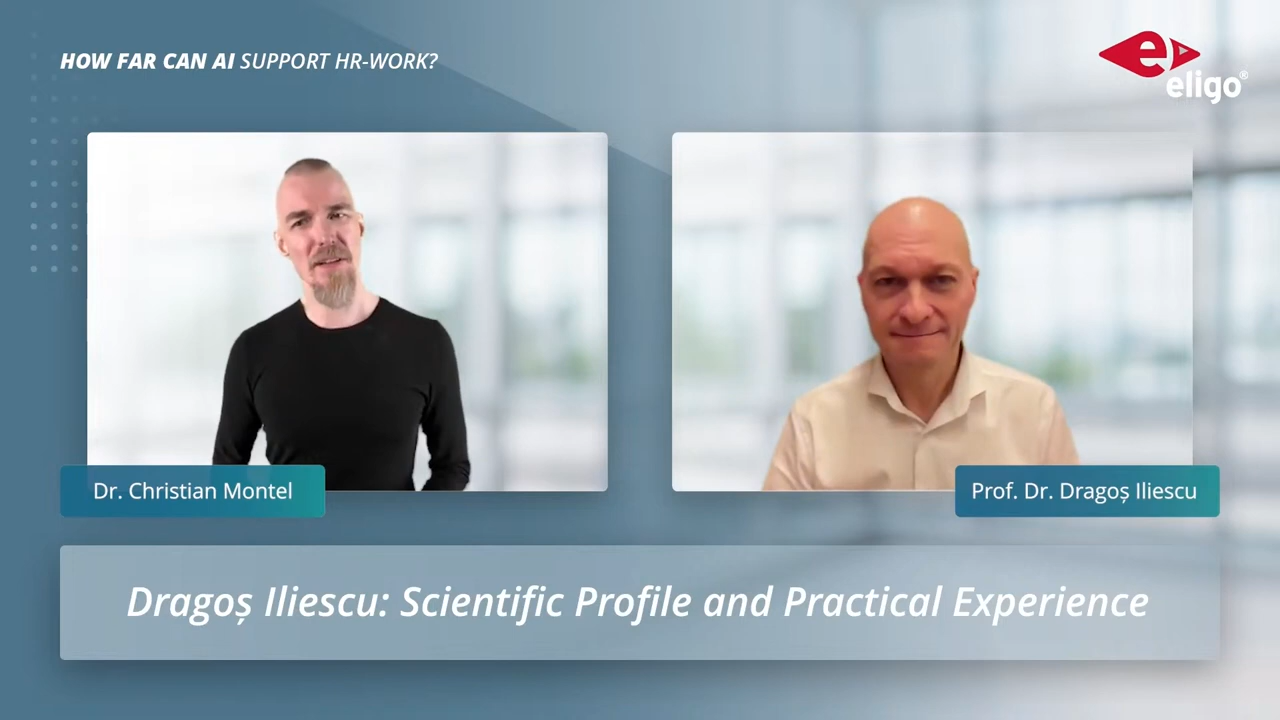 HOW FAR CAN AI SUPPORT HR-WORK?
e
eligo®
Dr. Christian Montel
Prof. Dr. Dragoș Iliescu
Dragoș Iliescu: Scientific Profile and Practical Experience